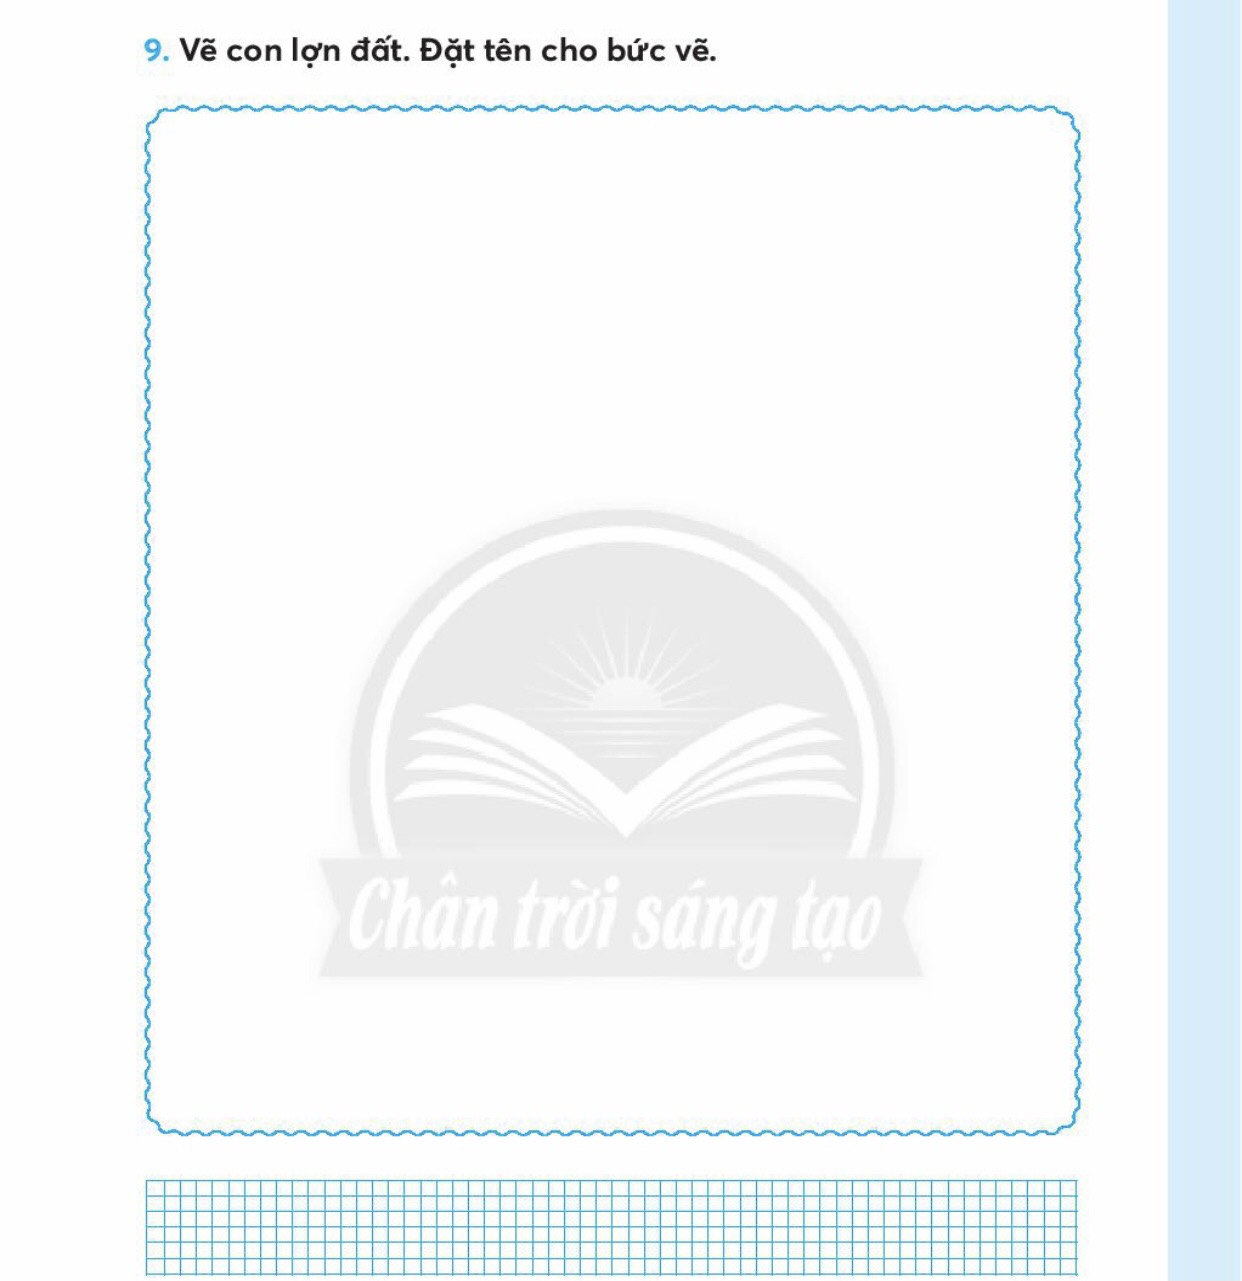 9. Vẽ con lợn đất. Đặt tên cho bức vẽ.
Chân trời sáng tạo